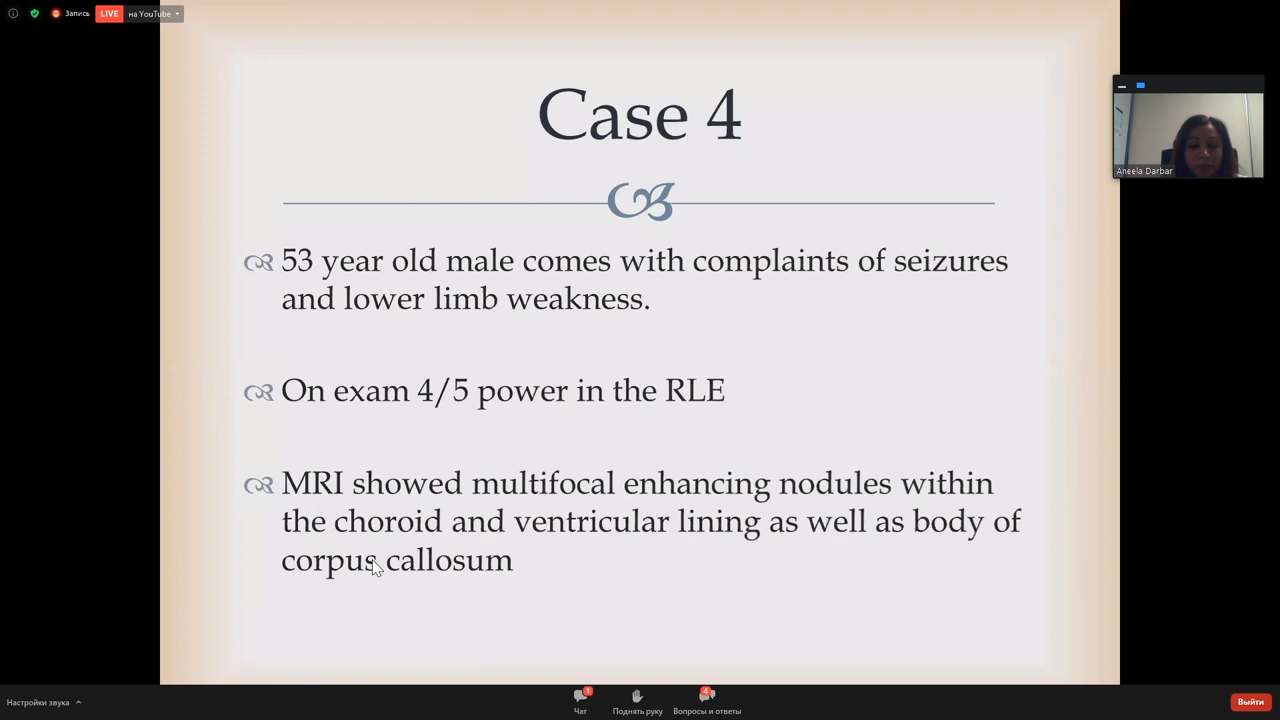 Запись
LIVE
на YouTube
Case 4
53 year old male comes with complaints of seizures
and lower limb weakness.
On exam 4/5 power in the RLE
MRI showed multifocal enhancing nodules within
the choroid and ventricular lining as well as body of
corpus callosum
Aneela Darbar
Настройки звука
1
Чат
Поднять руку
4
Вопросы и ответы
Выйти